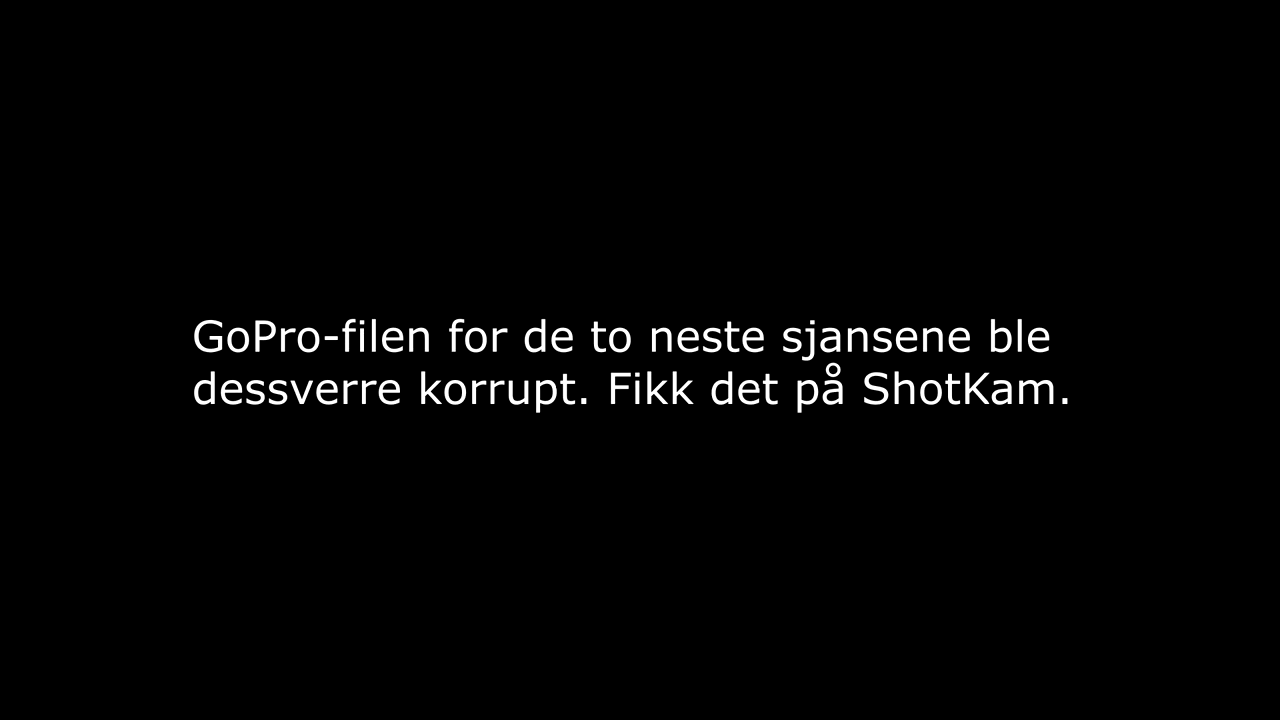 GoPro-filen for de to neste sjansene ble
dessverre korrupt. Fikk det på ShotKam.